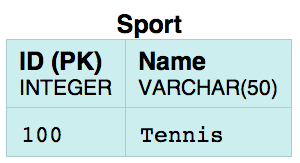 Sport
ID (PK) Name
INTEGER VARCHAR(50)
100 Tennis